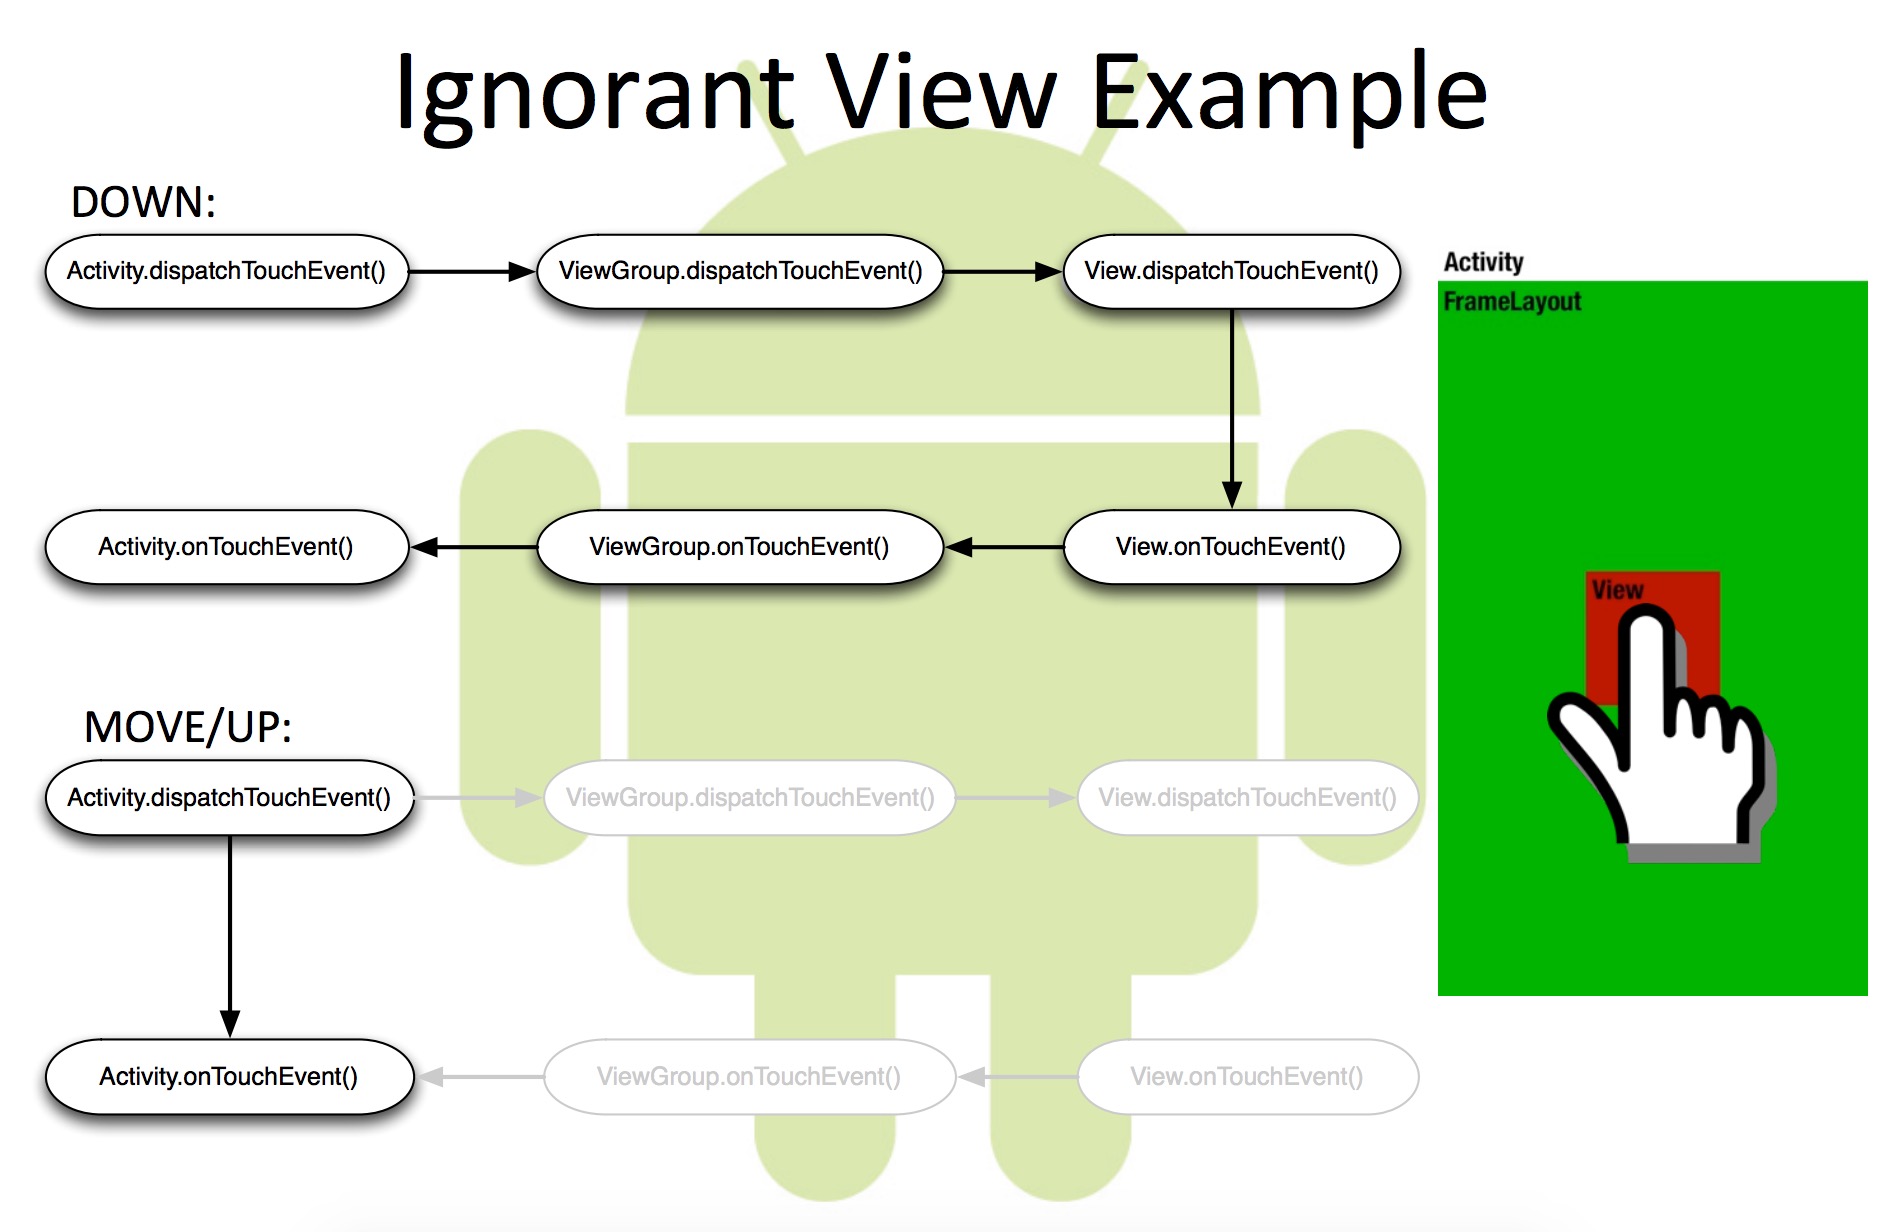 Ignorant View Example
DOWN:
Activity.dispatchTouchEvent()
ViewGroup.dispatchTouchEvent()
View.dispatchTouchEvent()
Activity.onTouchEvent()
ViewGroup.onTouchEvent()
View.onTouchEvent()
MOVE/UP:
Activity.dispatchTouchEvent()
ViewGroup.dispatchTouchEvent()
View.dispatchTouchEvent()
Activity.onTouchEvent()
ViewGroup.onTouchEvent()
View.onTouchEvent()
Activity
FrameLayout
View